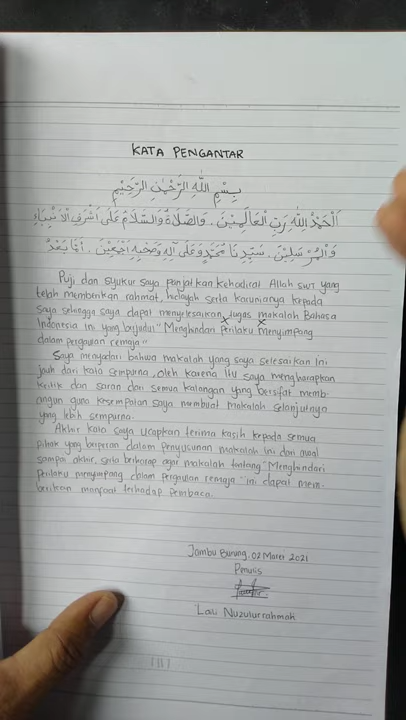 KATA PENGANTAR
بِسْمِ اللهِ الرَّحْمٰنِ الرَّحِيْمِ
اَلْحَمْدُ لِلّٰهِ رَبِّ الْعَالَمِيْنَ. وَالصَّلَاةُ وَالسَّلَامُ عَلَى اَشْرَفِ الْاَنْبِيَاءِ
وَالْمُرْسَلِيْنَ. سَيِّدِنَا مُحَمَّدٍ وَعَلَى آلِهِ وَصَحْبِهِ اَجْمَعِيْنَ. اَمَّا بَعْدُ
Puji dan Syukur saya panjatkan kehadirat Allah swt yang
telah memberikan rahmat, hidayah serta karunianya kepada
saya sehingga saya dapat menyelesaikan tugas makalah Bahasa
Indonesia ini yang berjudul "Menghindari Perilaku Menyimpang
dalam pergaulan remaja"
Saya menyadari bahwa makalah yang saya selesaikan ini
jauh dari kata sempurna, oleh karena itu saya mengharapkan
kritik dan saran dari semua kalangan yang bersifat memb-
angun guna kesempatan saya membuat makalah selanjutnya
yang lebih sempurna.
Akhir kata saya ucapkan terima kasih kepada semua
pihak yang berperan dalam penyusunan makalah ini dari awal
sampai akhir, serta berharap agar makalah tentang "Menghindari
perilaku menyimpang dalam pergaulan remaja" ini dapat mem-
berikan manfaat terhadap pembaca.
Jambu Burung, 02 Maret 2021
Penulis
Laili Nuzulurrahmah